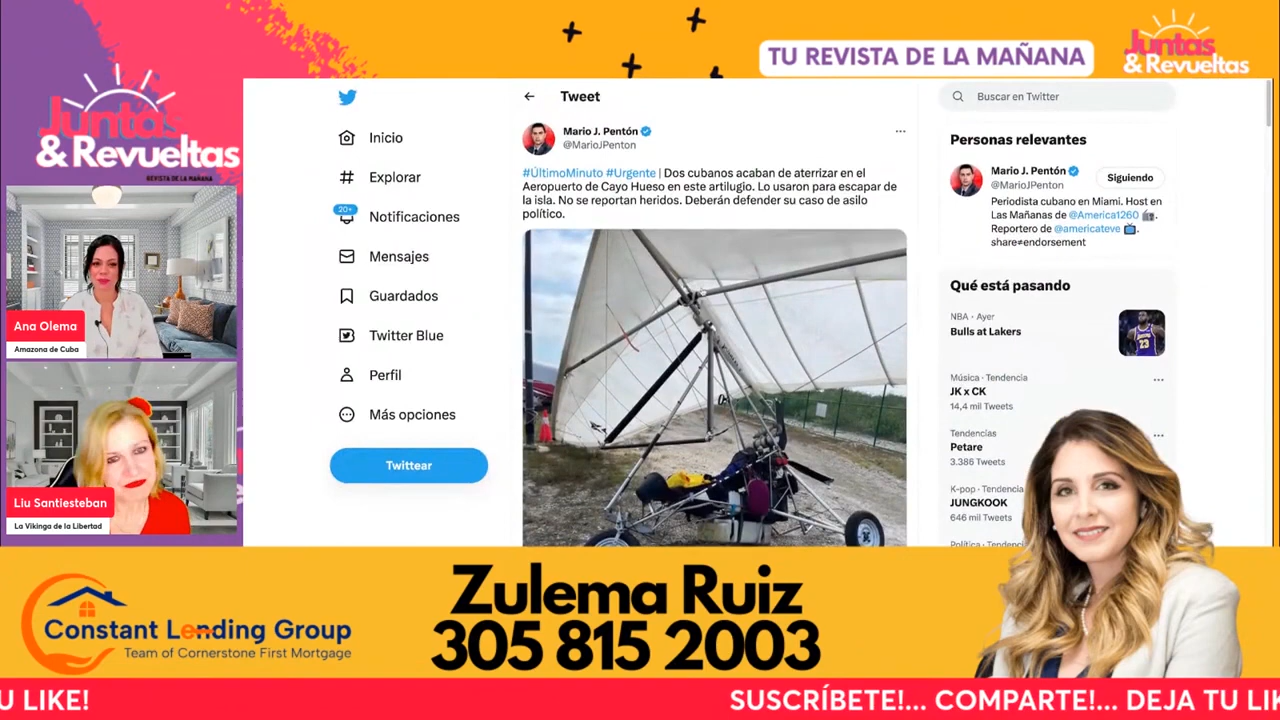 TU REVISTA DE LA MAÑANA
Juntas
& Revueltas
Juntas
& Revueltas
REVISTA DE LA MAÑANA
Ana Olema
Amazona de Cuba
Liu Santiesteban
La Vikinga de la Libertad
Inicio
Explorar
20+
Notificaciones
Mensajes
Guardados
Twitter Blue
Perfil
Más opciones
Twittear
Tweet
Mario J. Pentón
@MarioJPenton
#ÚltimoMinuto #Urgente | Dos cubanos acaban de aterrizar en el
Aeropuerto de Cayo Hueso en este artilugio. Lo usaron para escapar de
la isla. No se reportan heridos. Deberán defender su caso de asilo
político.
Buscar en Twitter
Personas relevantes
Mario J. Pentón
@MarioJPenton
Siguiendo
Periodista cubano en Miami. Host en
Las Mañanas de @America1260 📻.
Reportero de @americateve 📺.
share≠endorsement
Qué está pasando
NBA · Ayer
Bulls at Lakers
23
Música · Tendencia
JK x CK
14,4 mil Tweets
Tendencias
Petare
3.386 Tweets
K-pop · Tendencia
JUNGKOOK
646 mil Tweets
Política · Tendencia
Constant Lending Group
Team of Cornerstone First Mortgage
Zulema Ruiz
305 815 2003
TU LIKE!
SUSCRÍBETE!... COMPARTE!... DEJA TU LIK